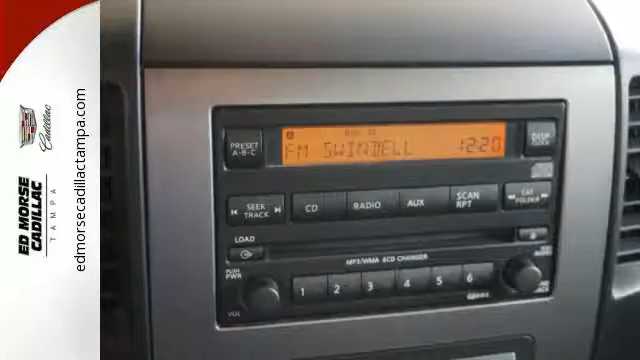 Cadillac
ED MORSE
CADILLAC
TAMPA
edmorsecadillactampa.com
PRESET
A·B·C
FM SWINDELL 12:20
DISP
SEEK
TRACK
CD
RADIO
AUX
SCAN
RPT
CAT
FOLDER
LOAD
MP3/WMA 6CD CHANGER
PUSH
PWR
VOL
1 2 3 4 5 6